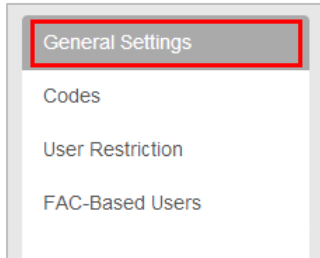 General Settings
Codes
User Restriction
FAC-Based Users